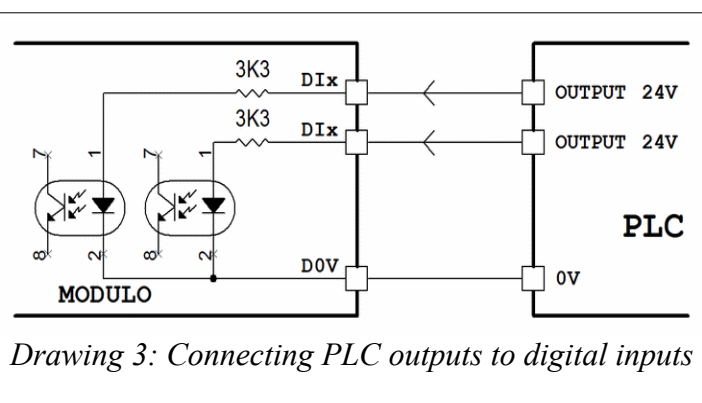 3K3
DIx
OUTPUT 24V
3K3
DIx
OUTPUT 24V
7
1
7
1
PLC
8
2
8
2
D0V
0V
MODULO
Drawing 3: Connecting PLC outputs to digital inputs